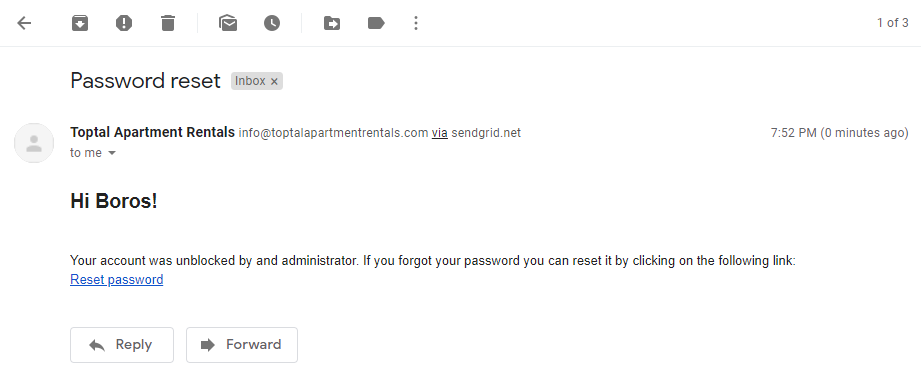 1 of 3
Password reset Inbox ×
Toptal Apartment Rentals info@toptalapartmentrentals.com via sendgrid.net 7:52 PM (0 minutes ago)
to me
Hi Boros!
Your account was unblocked by and administrator. If you forgot your password you can reset it by clicking on the following link:
Reset password
Reply Forward